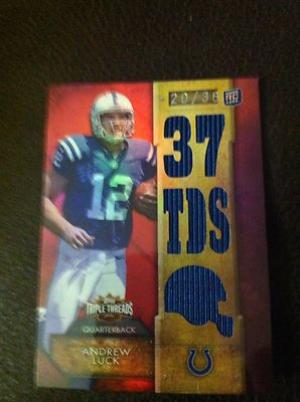 20/36
RC
37
TDS
12
TRIPLE THREADS
QUARTERBACK
ANDREW
LUCK